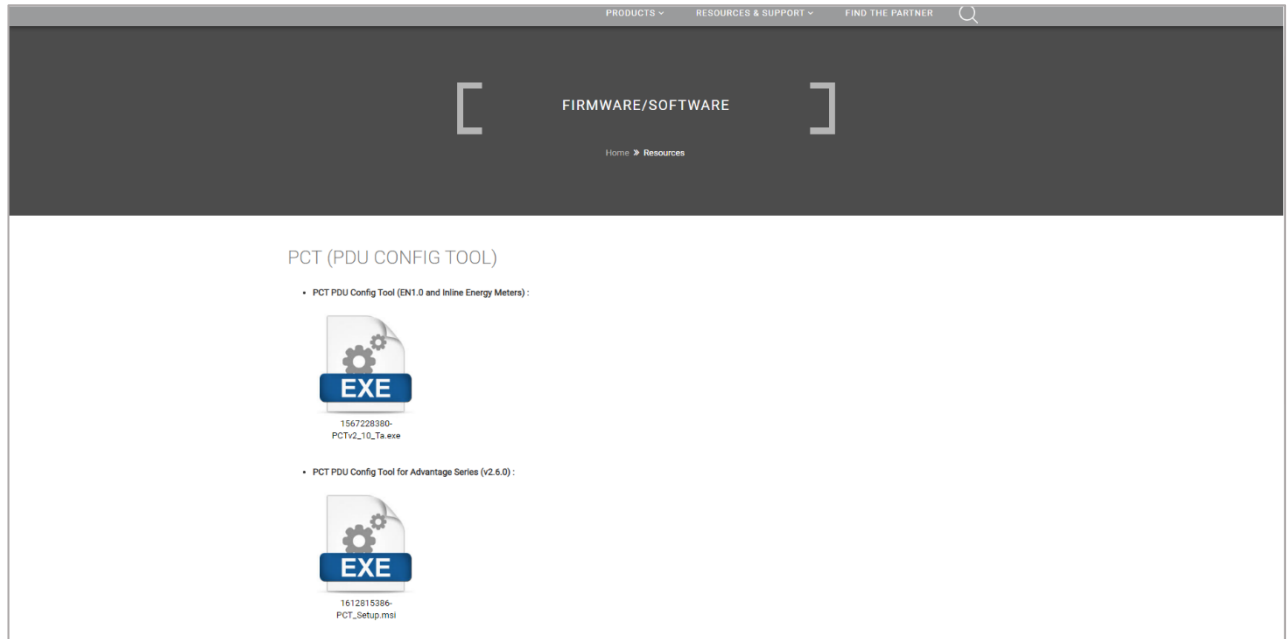 PRODUCTS RESOURCES & SUPPORT FIND THE PARTNER
FIRMWARE/SOFTWARE
Home » Resources
PCT (PDU CONFIG TOOL)
• PCT PDU Config Tool (EN1.0 and Inline Energy Meters) :
EXE
1567228380-
PCTv2_10_Ta.exe
• PCT PDU Config Tool for Advantage Series (v2.6.0) :
EXE
1612815386-
PCT_Setup.msi